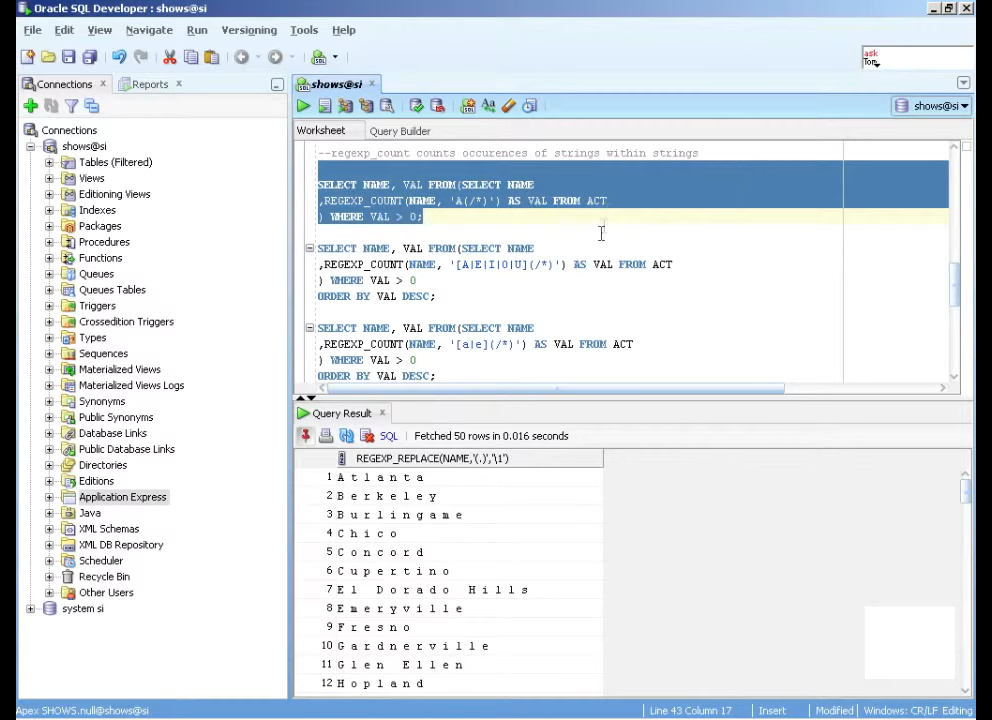 Oracle SQL Developer : shows@si
File Edit View Navigate Run Versioning Tools Help
ask
Tom
Connections Reports
shows@si
shows@si
Worksheet Query Builder
Connections
shows@si
Tables (Filtered)
Views
Editioning Views
Indexes
Packages
Procedures
Functions
Queues
Queues Tables
Triggers
Crossedition Triggers
Types
Sequences
Materialized Views
Materialized Views Logs
Synonyms
Public Synonyms
Database Links
Public Database Links
Directories
Editions
Application Express
Java
XML Schemas
XML DB Repository
Scheduler
Recycle Bin
Other Users
system si
--regexp_count counts occurences of strings within strings
SELECT NAME, VAL FROM(SELECT NAME
,REGEXP_COUNT(NAME, 'A(/*)') AS VAL FROM ACT
) WHERE VAL > 0;
SELECT NAME, VAL FROM(SELECT NAME
,REGEXP_COUNT(NAME, '[A|E|I|O|U](/*)') AS VAL FROM ACT
) WHERE VAL > 0
ORDER BY VAL DESC;
SELECT NAME, VAL FROM(SELECT NAME
,REGEXP_COUNT(NAME, '[a|e](/*)') AS VAL FROM ACT
) WHERE VAL > 0
ORDER BY VAL DESC;
Query Result
SQL | Fetched 50 rows in 0.016 seconds
REGEXP_REPLACE(NAME,'(.)','\1')
1 A t l a n t a
2 B e r k e l e y
3 B u r l i n g a m e
4 C h i c o
5 C o n c o r d
6 C u p e r t i n o
7 E l   D o r a d o   H i l l s
8 E m e r y v i l l e
9 F r e s n o
10 G a r d n e r v i l l e
11 G l e n   E l l e n
12 H o p l a n d
Apex SHOWS.null@shows@si
Line 43 Column 17 | Insert | Modified | Windows: CR/LF Editing